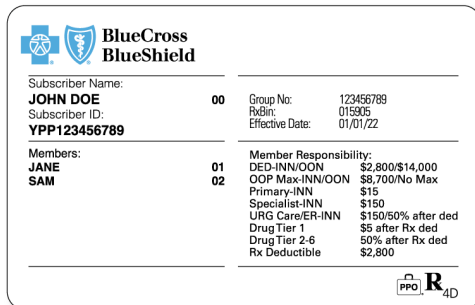 BlueCross
BlueShield
Subscriber Name:
JOHN DOE 00
Subscriber ID:
YPP123456789
Group No: 123456789
RxBin: 015905
Effective Date: 01/01/22
Members:
JANE 01
SAM 02
Member Responsibility:
DED-INN/OON $2,800/$14,000
OOP Max-INN/OON $8,700/No Max
Primary-INN $15
Specialist-INN $150
URG Care/ER-INN $150/50% after ded
Drug Tier 1 $5 after Rx ded
Drug Tier 2-6 50% after Rx ded
Rx Deductible $2,800
PPO R 4D